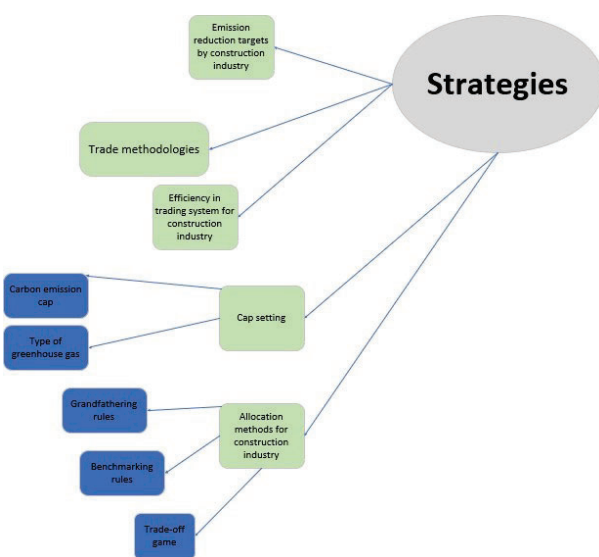 Emission
reduction targets
by construction
industry
Strategies
Trade methodologies
Efficiency in
trading system for
construction
industry
Carbon emission
cap
Cap setting
Type of
greenhouse gas
Grandfathering
rules
Allocation
methods for
construction
industry
Benchmarking
rules
Trade-off
game